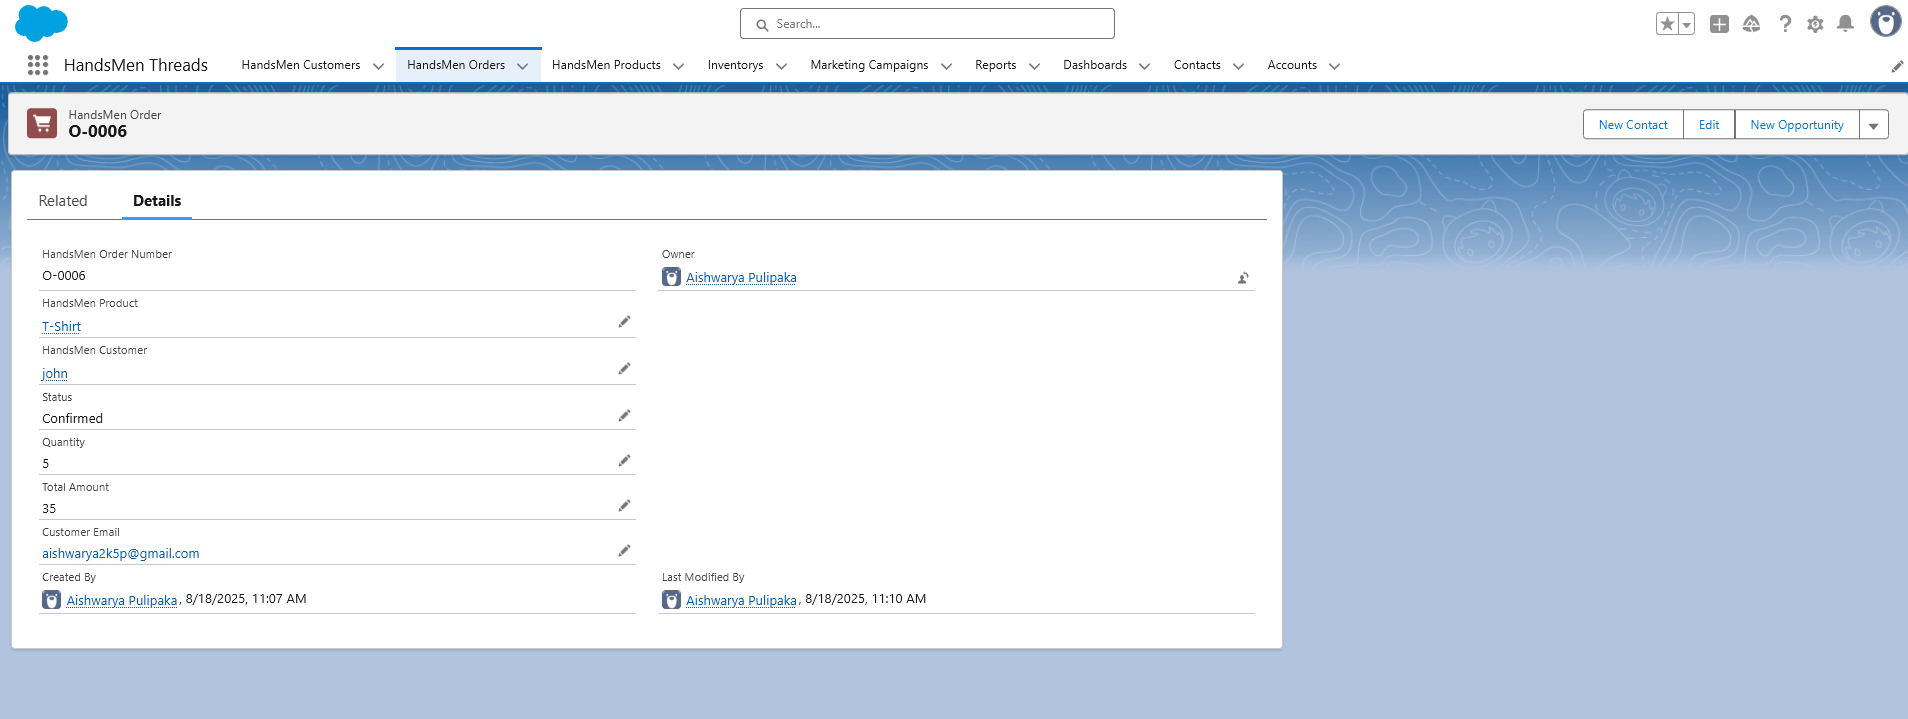 Search...
HandsMen Threads
HandsMen Customers
HandsMen Orders
HandsMen Products
Inventorys
Marketing Campaigns
Reports
Dashboards
Contacts
Accounts
HandsMen Order
O-0006
New Contact
Edit
New Opportunity
Related
Details
HandsMen Order Number
O-0006
Owner
Aishwarya Pulipaka
HandsMen Product
T-Shirt
HandsMen Customer
john
Status
Confirmed
Quantity
5
Total Amount
35
Customer Email
aishwarya2k5p@gmail.com
Created By
Aishwarya Pulipaka, 8/18/2025, 11:07 AM
Last Modified By
Aishwarya Pulipaka, 8/18/2025, 11:10 AM